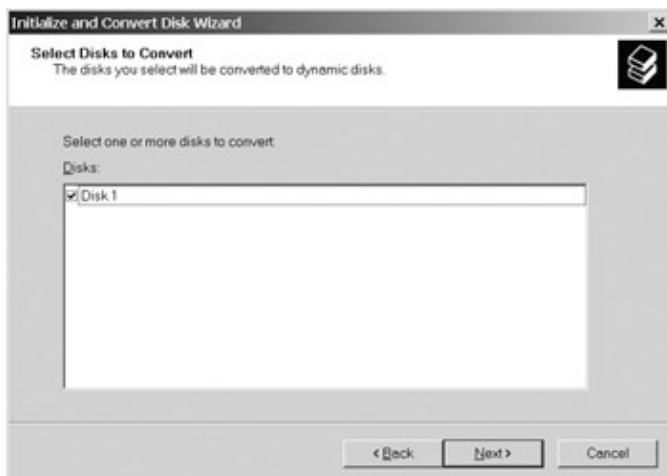 Initialize and Convert Disk Wizard
Select Disks to Convert
The disks you select will be converted to dynamic disks.
Select one or more disks to convert:
Disks:
Disk 1
< Back
Next >
Cancel